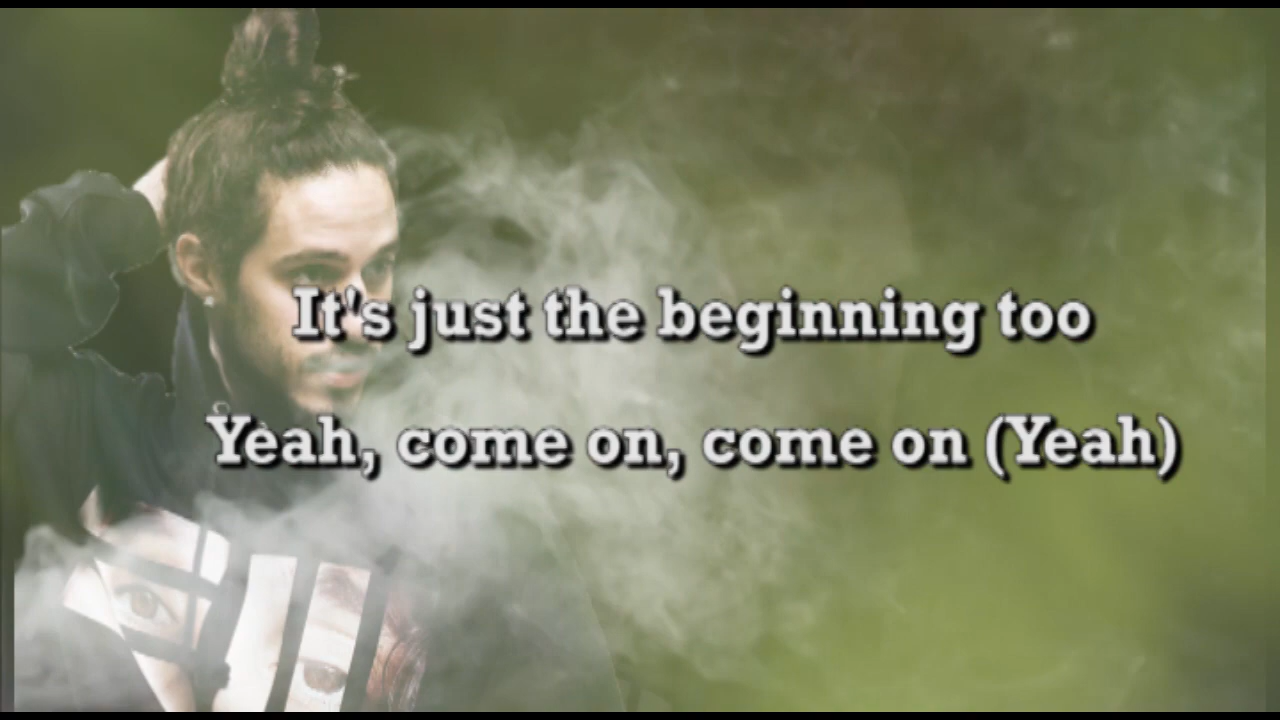 It's just the beginning too
Yeah, come on, come on (Yeah)